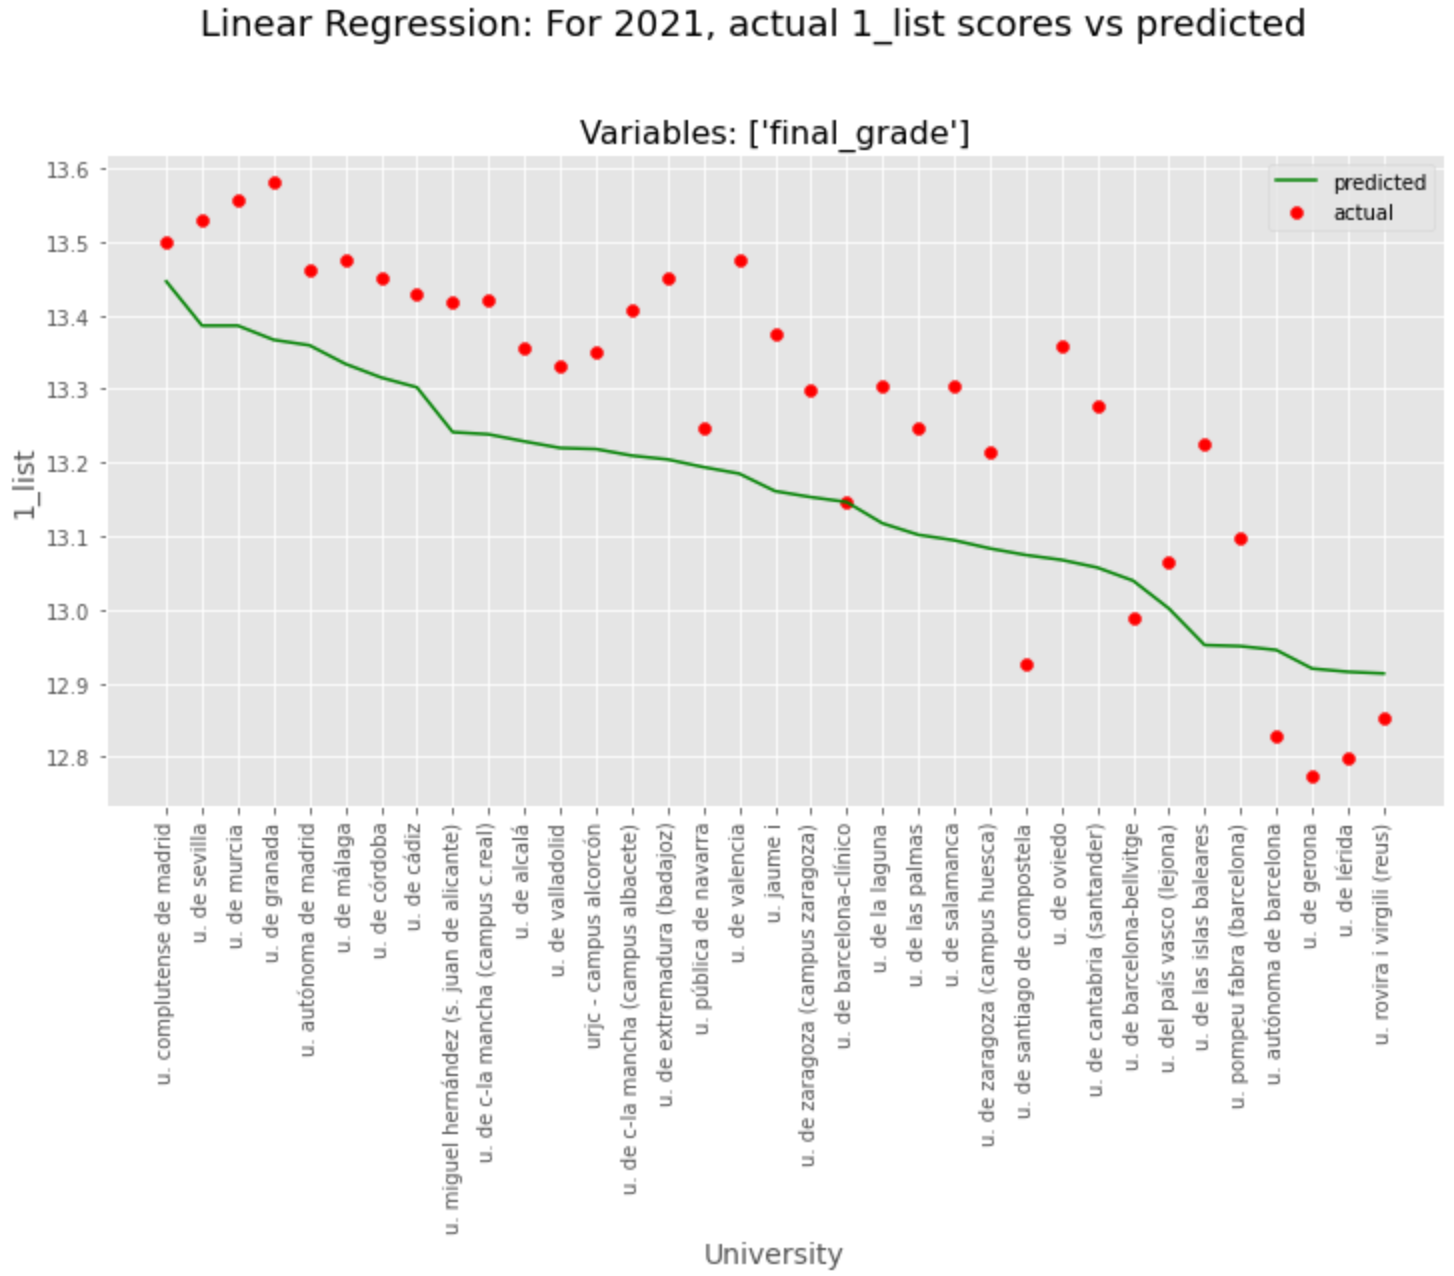 Linear Regression: For 2021, actual 1_list scores vs predicted
Variables: ['final_grade']
predicted
actual
1_list
13.6
13.5
13.4
13.3
13.2
13.1
13.0
12.9
12.8
u. complutense de madrid
u. de sevilla
u. de murcia
u. de granada
u. autónoma de madrid
u. de málaga
u. de córdoba
u. de cádiz
u. miguel hernández (s. juan de alicante)
u. de c-la mancha (campus c.real)
u. de alcalá
u. de valladolid
urjc - campus alcorcón
u. de c-la mancha (campus albacete)
u. de extremadura (badajoz)
u. pública de navarra
u. de valencia
u. jaume i
u. de zaragoza (campus zaragoza)
u. de barcelona-clínico
u. de la laguna
u. de las palmas
u. de salamanca
u. de zaragoza (campus huesca)
u. de santiago de compostela
u. de oviedo
u. de cantabria (santander)
u. de barcelona-bellvitge
u. del país vasco (lejona)
u. de las islas baleares
u. pompeu fabra (barcelona)
u. autónoma de barcelona
u. de gerona
u. de lérida
u. rovira i virgili (reus)
University